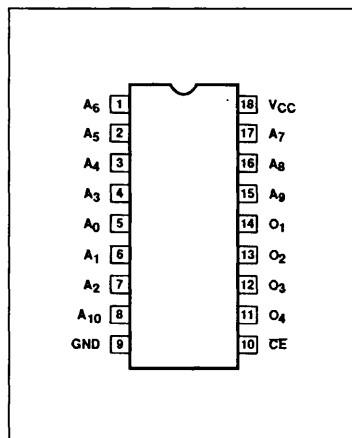 A6 1 18 VCC
A5 2 17 A7
A4 3 16 A8
A3 4 15 A9
A0 5 14 O1
A1 6 13 O2
A2 7 12 O3
A10 8 11 O4
GND 9 10 C̅E̅